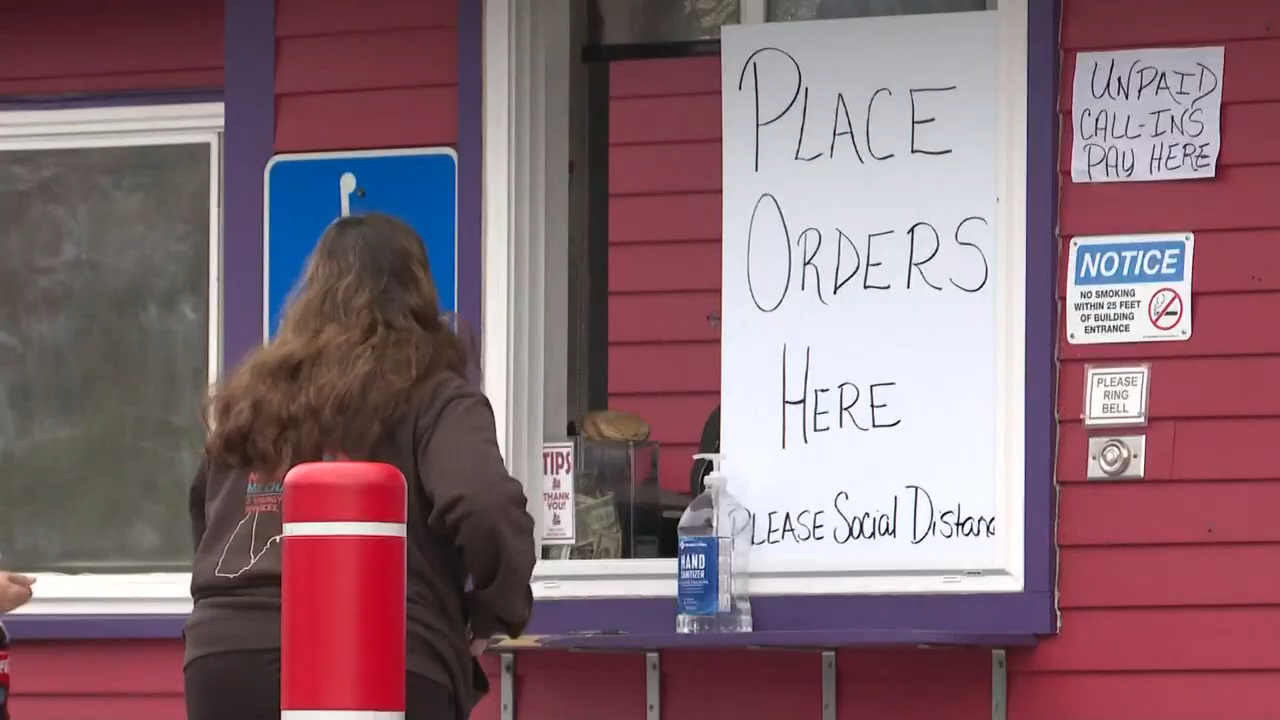 PLACE
ORDERS
HERE
PLEASE Social Distanc
UNPAID
CALL-INS
PAY HERE
NOTICE
NO SMOKING
WITHIN 25 FEET
OF BUILDING
ENTRANCE
PLEASE
RING
BELL
TIPS
THANK
YOU!
HAND
SANITIZER